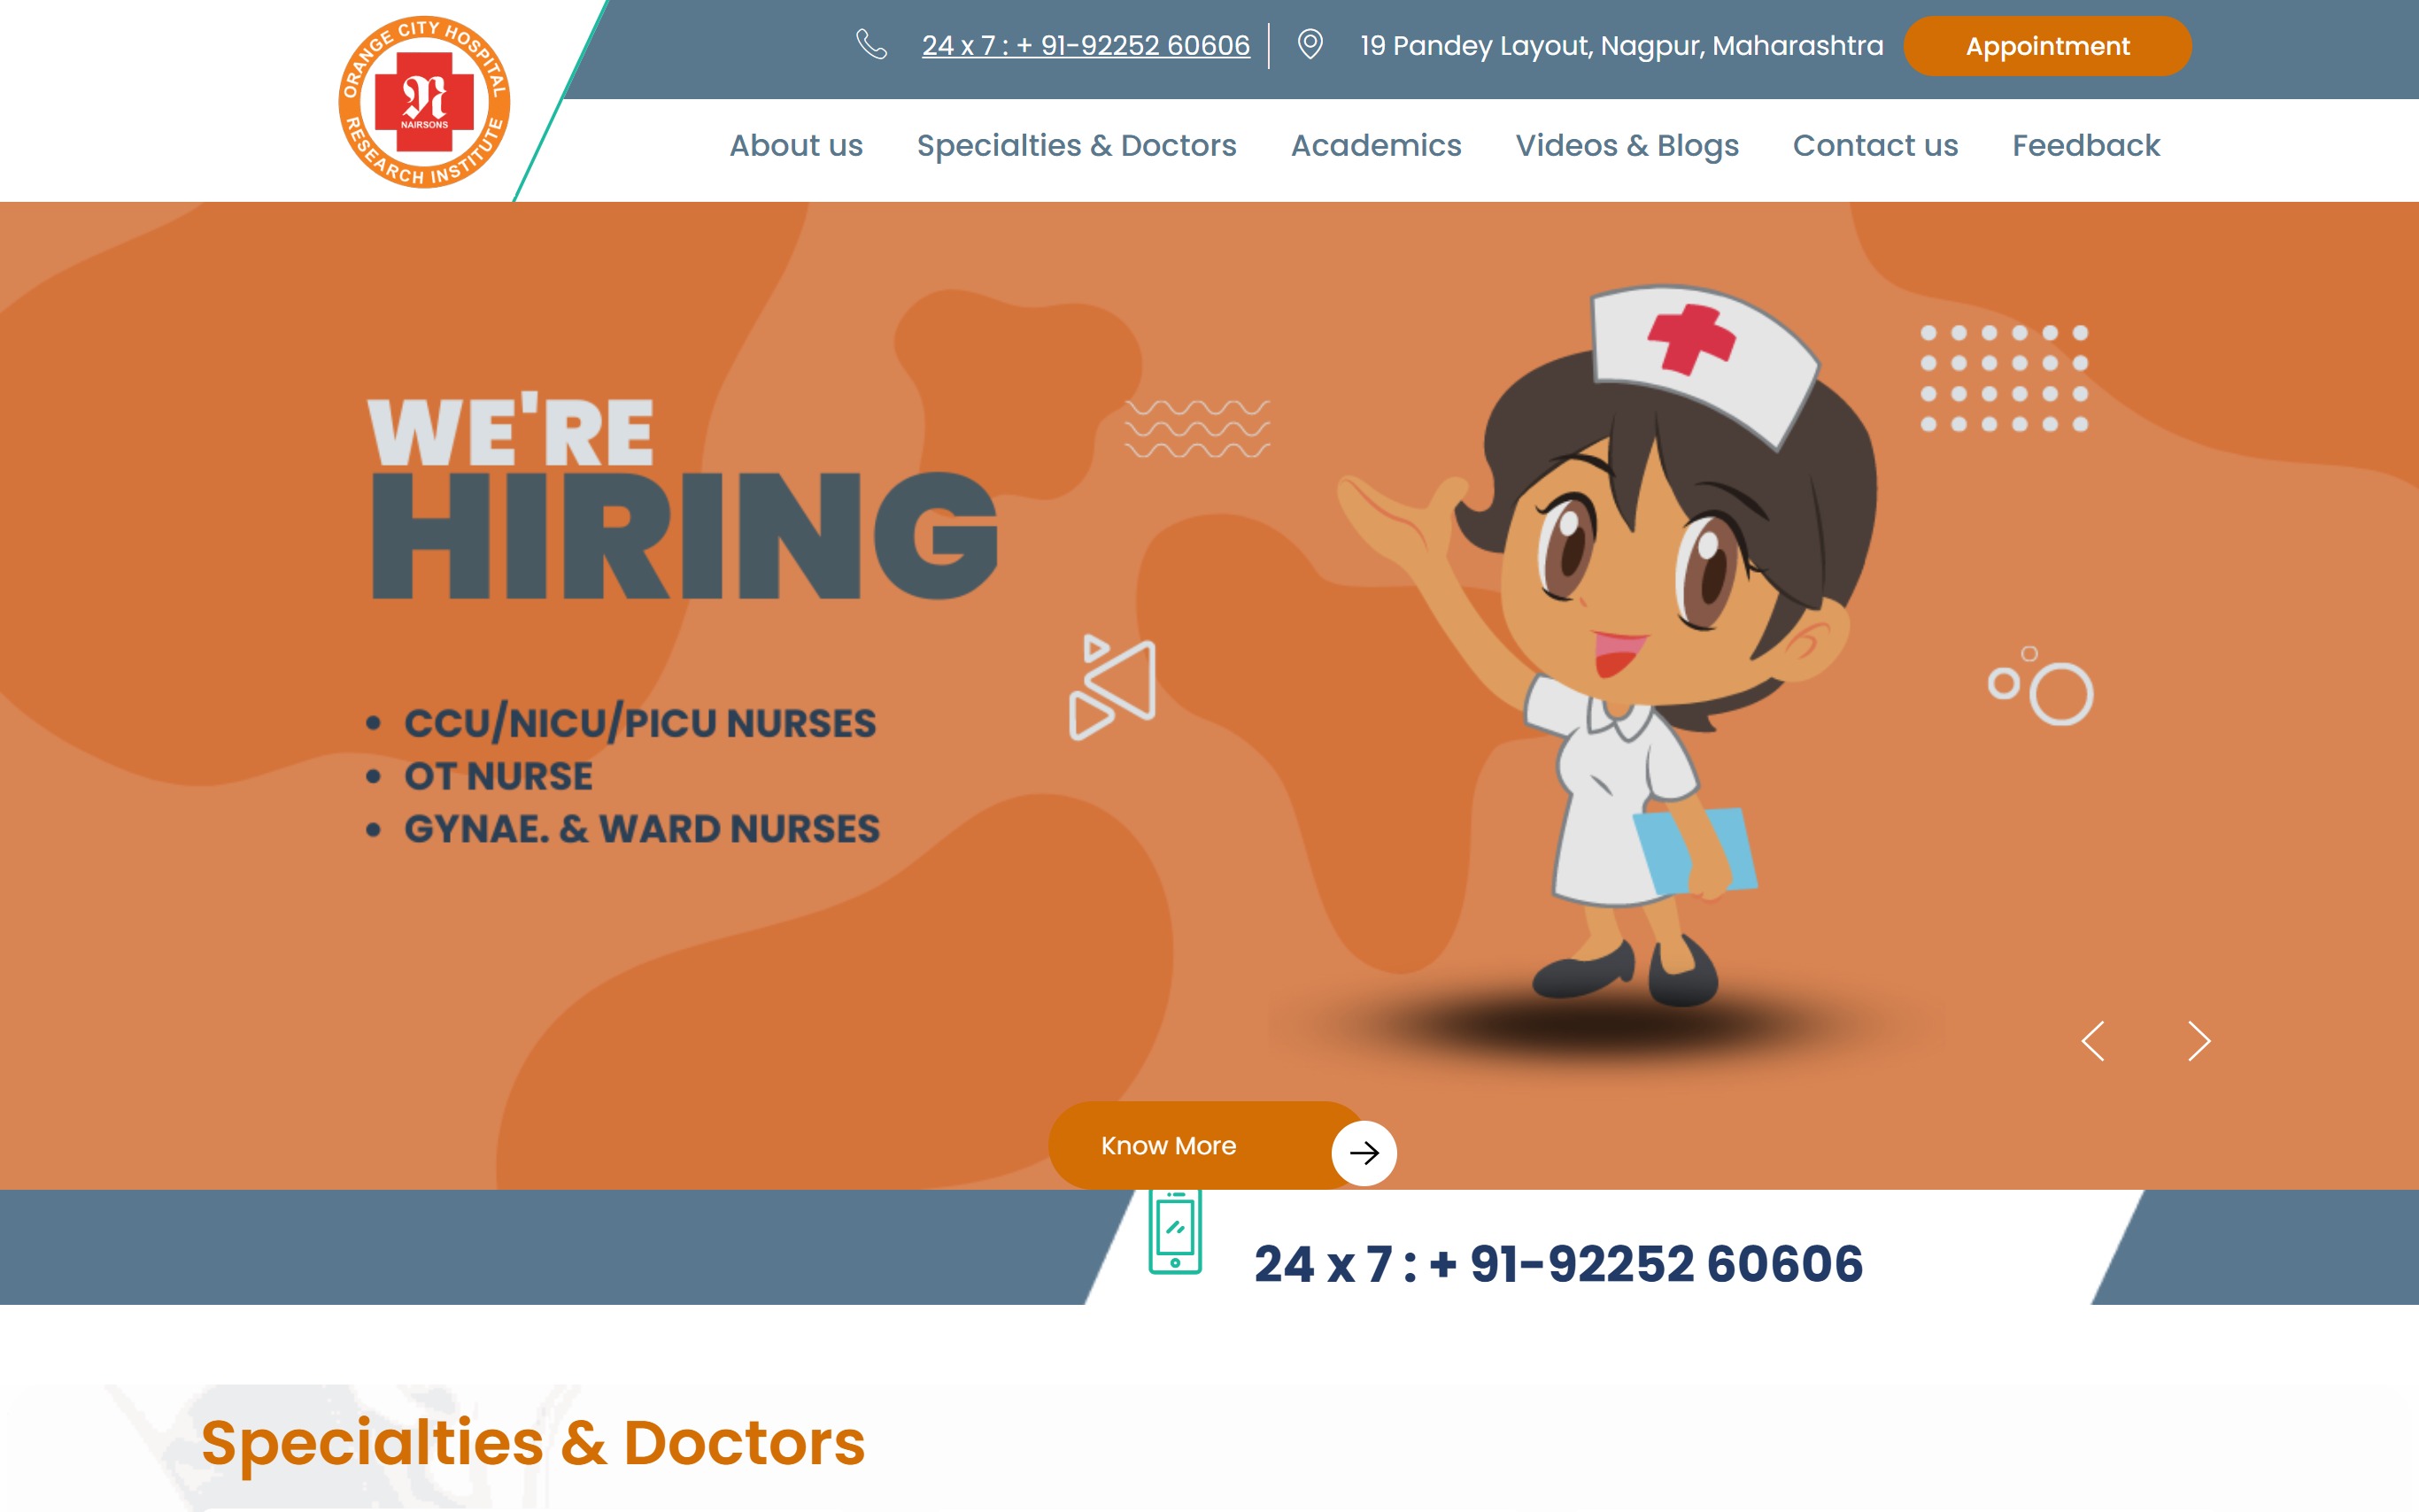 ORANGE CITY HOSPITAL
NAIRSONS
RESEARCH INSTITUTE
24 x 7 : + 91-92252 60606
19 Pandey Layout, Nagpur, Maharashtra
Appointment
About us
Specialties & Doctors
Academics
Videos & Blogs
Contact us
Feedback
WE'RE
HIRING
• CCU/NICU/PICU NURSES
• OT NURSE
• GYNAE. & WARD NURSES
Know More
24 x 7 : + 91-92252 60606
Specialties & Doctors